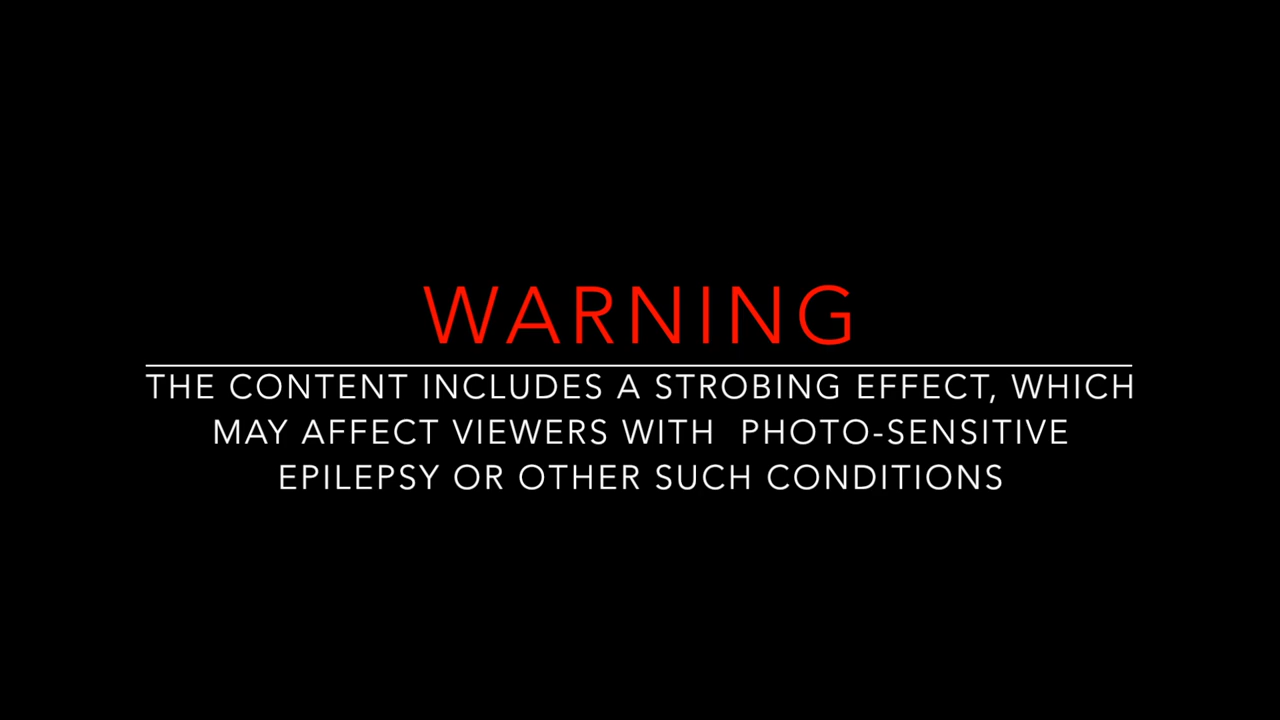 WARNING
THE CONTENT INCLUDES A STROBING EFFECT, WHICH
MAY AFFECT VIEWERS WITH  PHOTO-SENSITIVE
EPILEPSY OR OTHER SUCH CONDITIONS